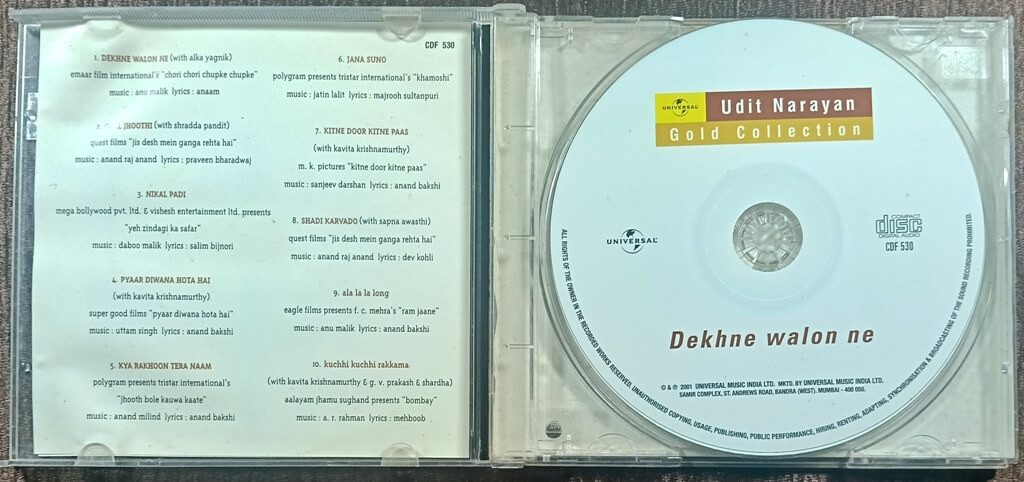 CDF 530
1. DEKHNE WALON NE (with alka yagnik)
emaar film international's "chori chori chupke chupke"
music : anu malik lyrics : anaam
JHOOTHI (with shradda pandit)
quest films "jis desh mein ganga rehta hai"
music : anand raj anand lyrics : praveen bharadwaj
3. NIKAL PADI
mega bollywood pvt. ltd. & vishesh entertainment ltd. presents
"yeh zindagi ka safar"
music : daboo malik lyrics : salim bijnori
4. PYAAR DIWANA HOTA HAI
(with kavita krishnamurthy)
super good films "pyaar diwana hota hai"
music : uttam singh lyrics : anand bakshi
5. KYA RAKHOON TERA NAAM
polygram presents tristar international's
"jhooth bole kauwa kaate"
music : anand milind lyrics : anand bakshi
6. JANA SUNO
polygram presents tristar international's "khamoshi"
music : jatin lalit lyrics : majrooh sultanpuri
7. KITNE DOOR KITNE PAAS
(with kavita krishnamurthy)
m. k. pictures "kitne door kitne paas"
music : sanjeev darshan lyrics : anand bakshi
8. SHADI KARVADO (with sapna awasthi)
quest films "jis desh mein ganga rehta hai"
music : anand raj anand lyrics : dev kohli
9. ala la la long
eagle films presents f. c. mehra's "ram jaane"
music : anu malik lyrics : anand bakshi
10. kuchhi kuchhi rakkama
(with kavita krishnamurthy & g. v. prakash & shardha)
aalayam jhamu sughand presents "bombay"
music : a. r. rahman lyrics : mehboob
UNIVERSAL
Udit Narayan
Gold Collection
UNIVERSAL
COMPACT
disc
DIGITAL AUDIO
CDF 530
Dekhne walon ne
© & ℗ 2001 UNIVERSAL MUSIC INDIA LTD. MKTD. BY UNIVERSAL MUSIC INDIA LTD.
SAMIR COMPLEX, ST. ANDREWS ROAD, BANDRA (WEST). MUMBAI - 400 050.
ALL RIGHTS OF THE OWNER IN THE RECORDED WORKS RESERVED. UNAUTHORISED COPYING, USAGE, PUBLISHING, PUBLIC PERFORMANCE, HIRING, RENTING, ADAPTING, SYNCHRONISATION & BROADCASTING OF THE SOUND RECORDING PROHIBITED.